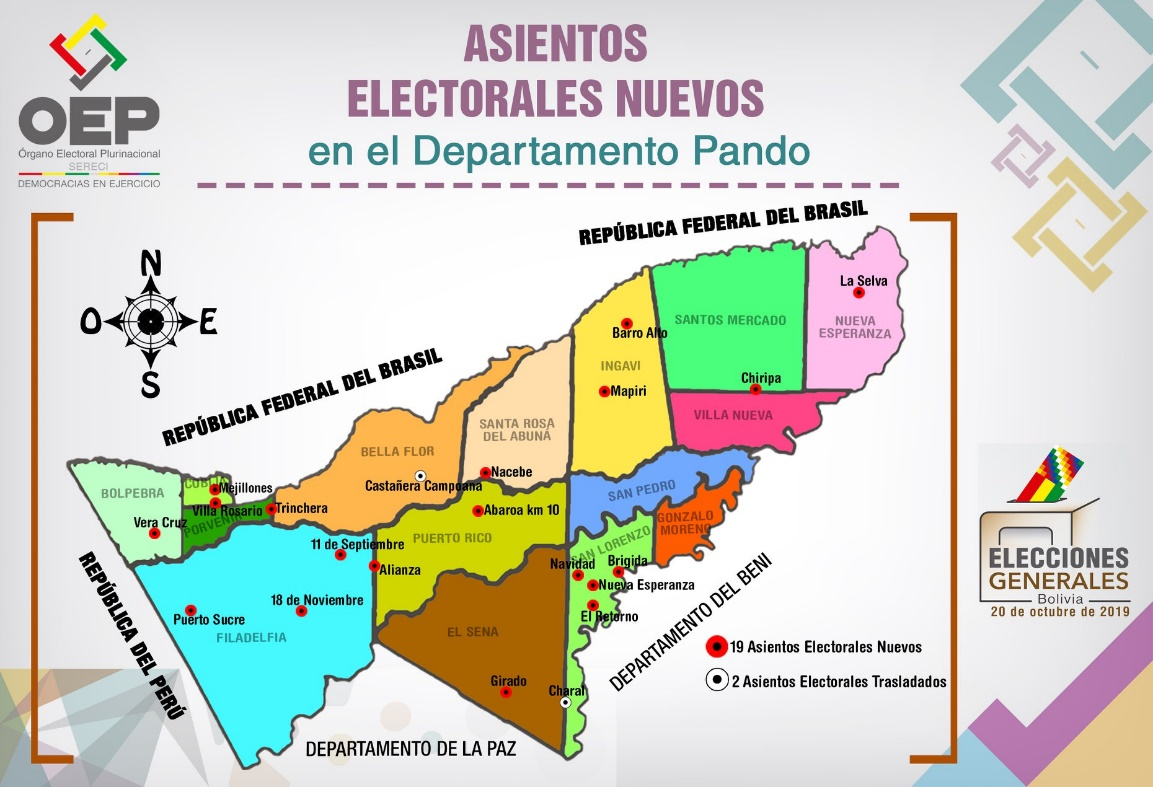 ASIENTOS
ELECTORALES NUEVOS
en el Departamento Pando
OEP
Órgano Electoral Plurinacional
SERECI
DEMOCRACIAS EN EJERCICIO
REPÚBLICA FEDERAL DEL BRASIL
N
O E
S
La Selva
SANTOS MERCADO
NUEVA
ESPERANZA
Barro Alto
INGAVI
Chiripa
Mapiri
VILLA NUEVA
REPÚBLICA FEDERAL DEL BRASIL
SANTA ROSA
DEL ABUNÁ
BELLA FLOR
Nacebe
Castañera Campoana
COBIJA
Mejillones
BOLPEBRA
SAN PEDRO
Villa Rosario
Trinchera
Abaroa km 10
GONZALO
MORENO
Vera Cruz
PORVENIR
PUERTO RICO
SAN LORENZO
11 de Septiembre
Alianza
Navidad
Brigida
Nueva Esperanza
18 de Noviembre
Puerto Sucre
El Retorno
FILADELFIA
EL SENA
REPÚBLICA DEL PERÚ
DEPARTAMENTO DEL BENI
Girado
Charal
DEPARTAMENTO DE LA PAZ
19 Asientos Electorales Nuevos
2 Asientos Electorales Trasladados
ELECCIONES
GENERALES
Bolivia
20 de octubre de 2019